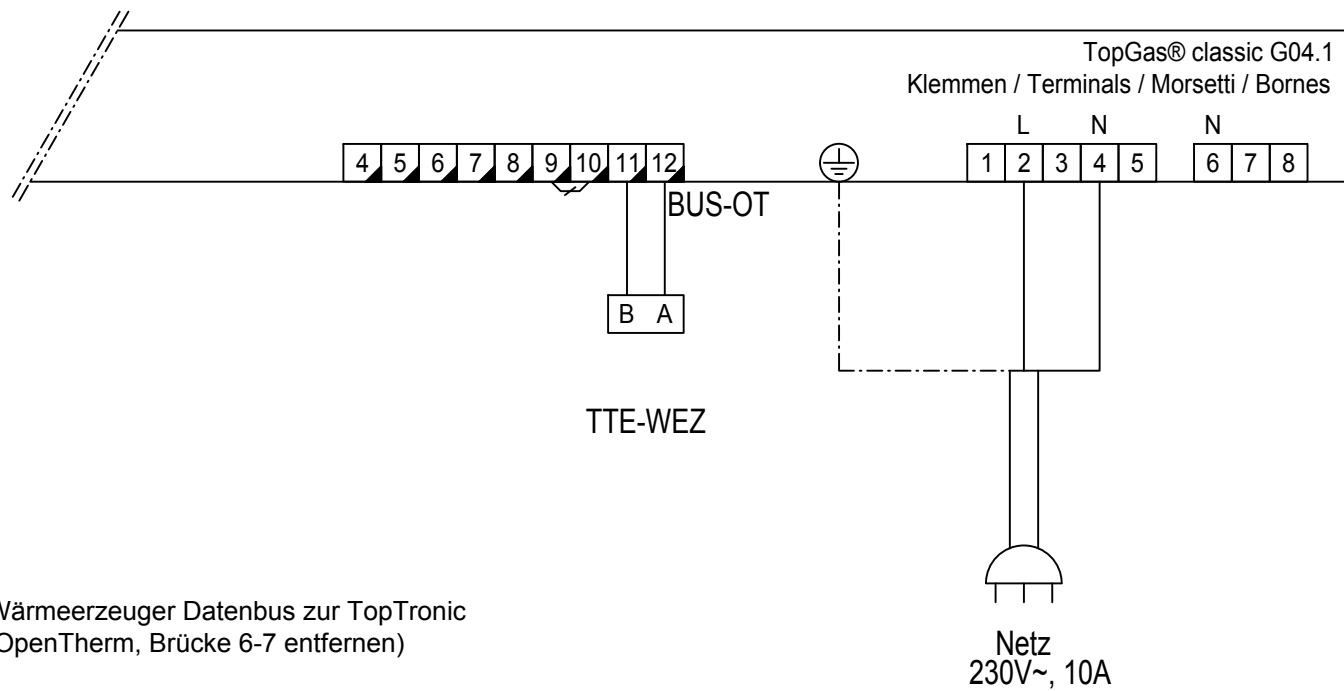 TopGas® classic G04.1
Klemmen / Terminals / Morsetti / Bornes
L N N
4 5 6 7 8 9 10 11 12
1 2 3 4 5 6 7 8
BUS-OT
B A
TTE-WEZ
Wärmeerzeuger Datenbus zur TopTronic
OpenTherm, Brücke 6-7 entfernen)
Netz
230V~, 10A